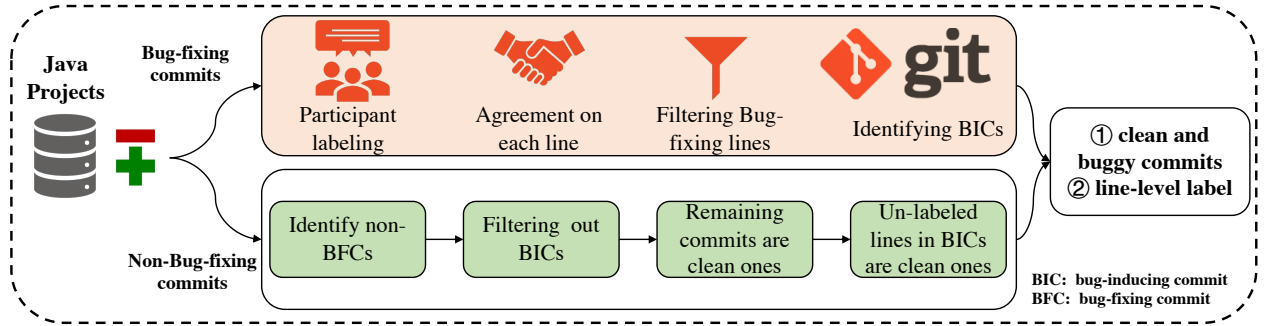 Java
Projects
Bug-fixing
commits
Participant
labeling
Agreement on
each line
Filtering Bug-
fixing lines
git
Identifying BICs
Non-Bug-fixing
commits
Identify non-
BFCs
Filtering out
BICs
Remaining
commits are
clean ones
Un-labeled
lines in BICs
are clean ones
① clean and
buggy commits
② line-level label
BIC: bug-inducing commit
BFC: bug-fixing commit